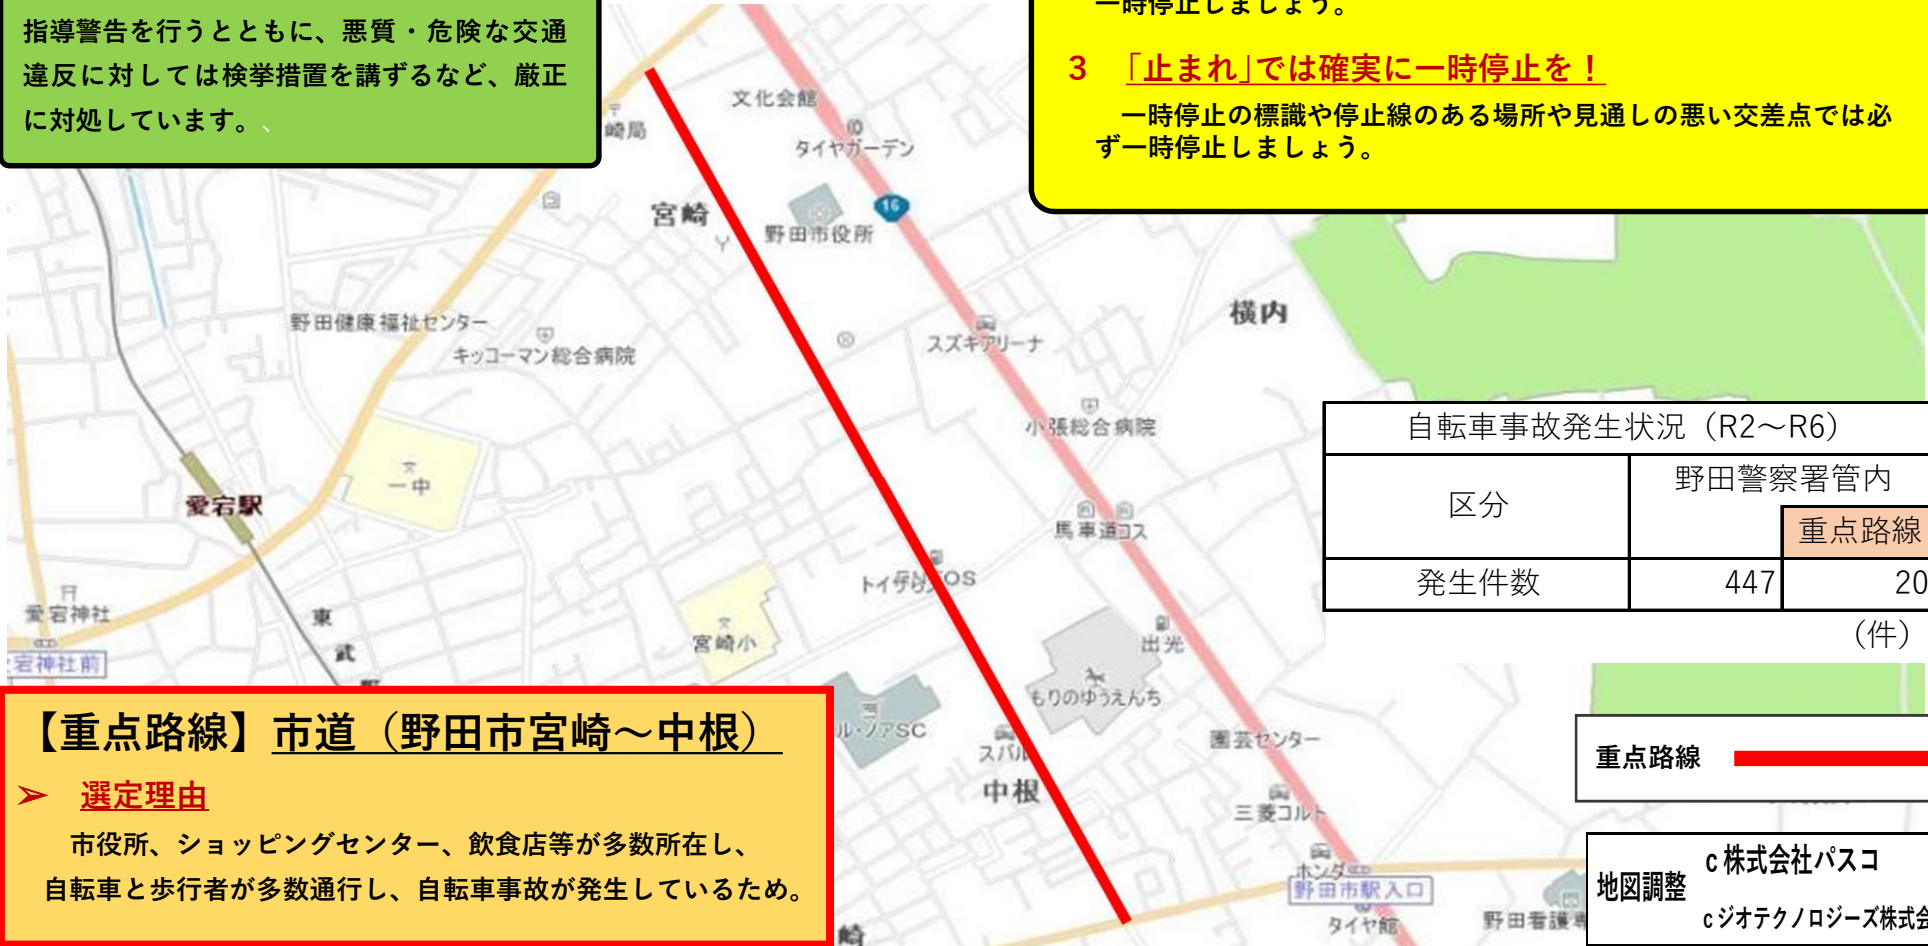 指導警告を行うとともに、悪質・危険な交通
違反に対しては検挙措置を講ずるなど、厳正
に対処しています。、
一時停止しましょう。
3 「止まれ」では確実に一時停止を！
一時停止の標識や停止線のある場所や見通しの悪い交差点では必
ず一時停止しましょう。
文化会館
崎局
タイヤガーデン
宮崎
16
野田市役所
横内
野田健康福祉センター
キッコーマン総合病院
スズキアリーナ
小張総合病院
一中
愛宕駅
馬車道コス
愛宕神社
宕神社前
東
武
宮崎小
出光
もりのゆうえんち
ル・ノアSC
スバル
中根
園芸センター
三菱コルト
ホンダ
野田市駅入口
タイヤ館
野田看護専
崎
自転車事故発生状況（R2～R6）
区分
野田警察署管内
重点路線
発生件数 447 20
（件）
【重点路線】市道（野田市宮崎～中根）
➢ 選定理由
市役所、ショッピングセンター、飲食店等が多数所在し、
自転車と歩行者が多数通行し、自転車事故が発生しているため。
重点路線
地図調整
c株式会社パスコ
cジオテクノロジーズ株式会